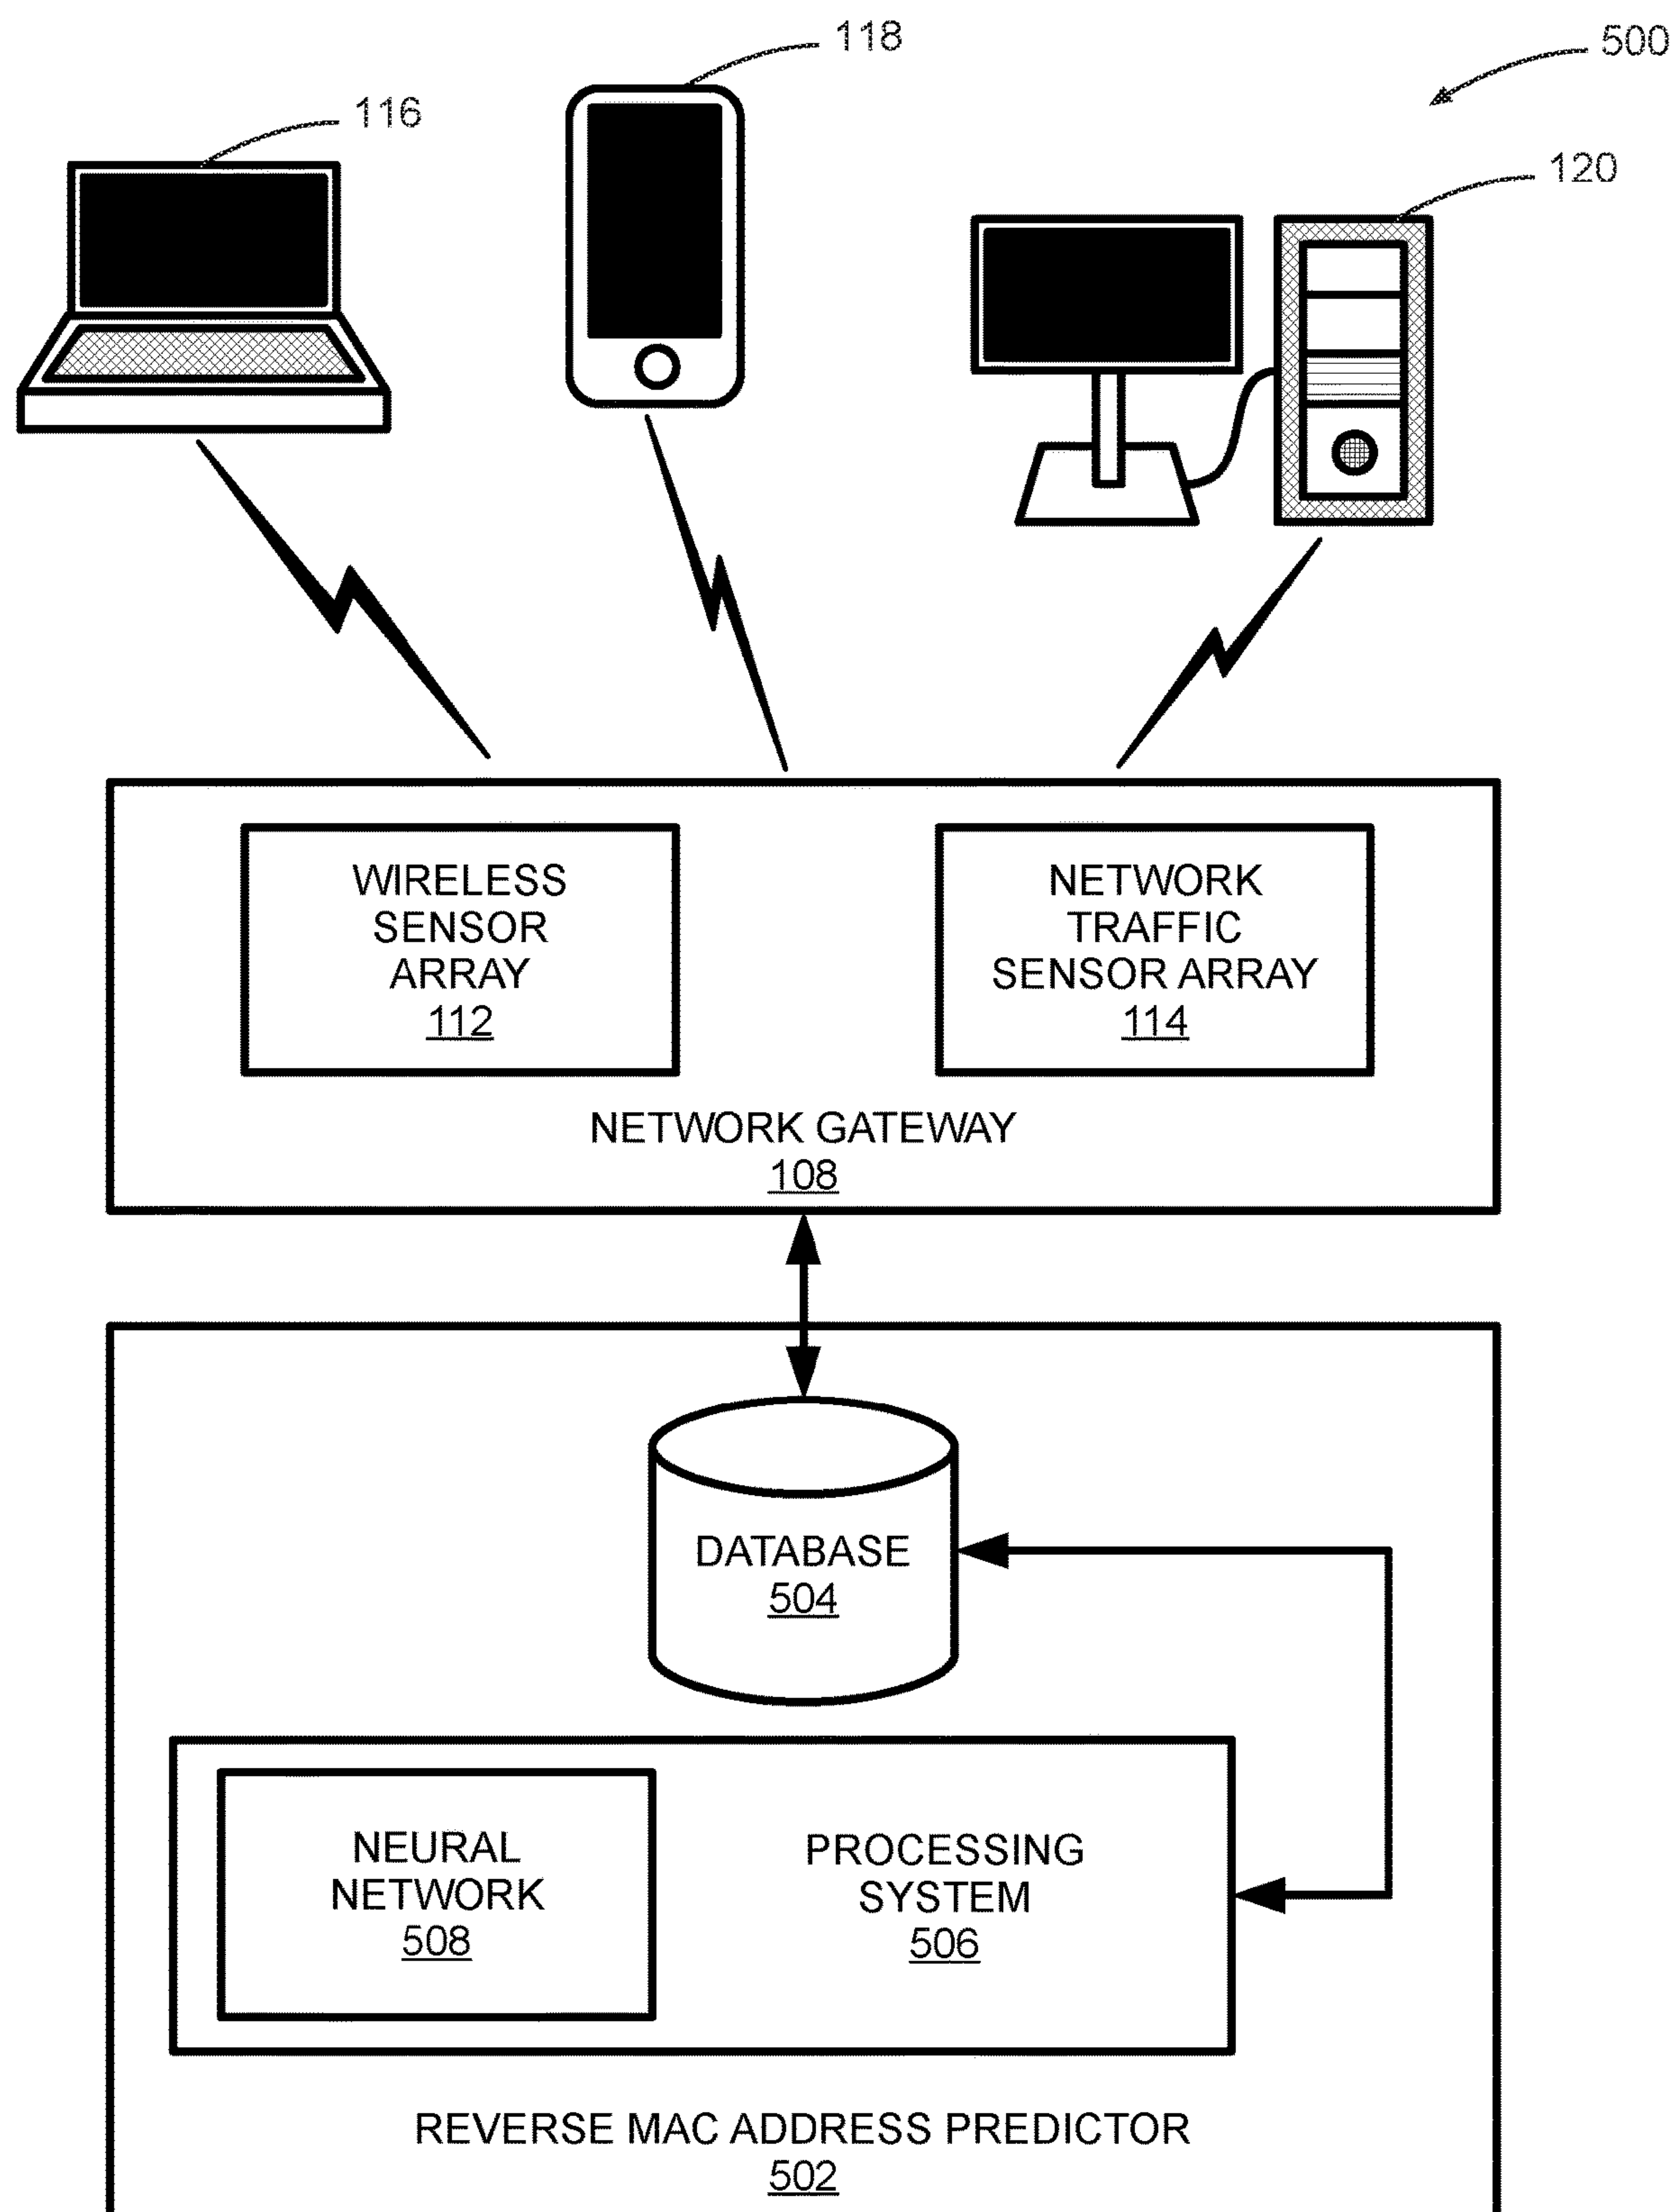 118
500
116
120
WIRELESS
SENSOR
ARRAY
112
NETWORK
TRAFFIC
SENSOR ARRAY
114
NETWORK GATEWAY
108
DATABASE
504
NEURAL
NETWORK
508
PROCESSING
SYSTEM
506
REVERSE MAC ADDRESS PREDICTOR
502